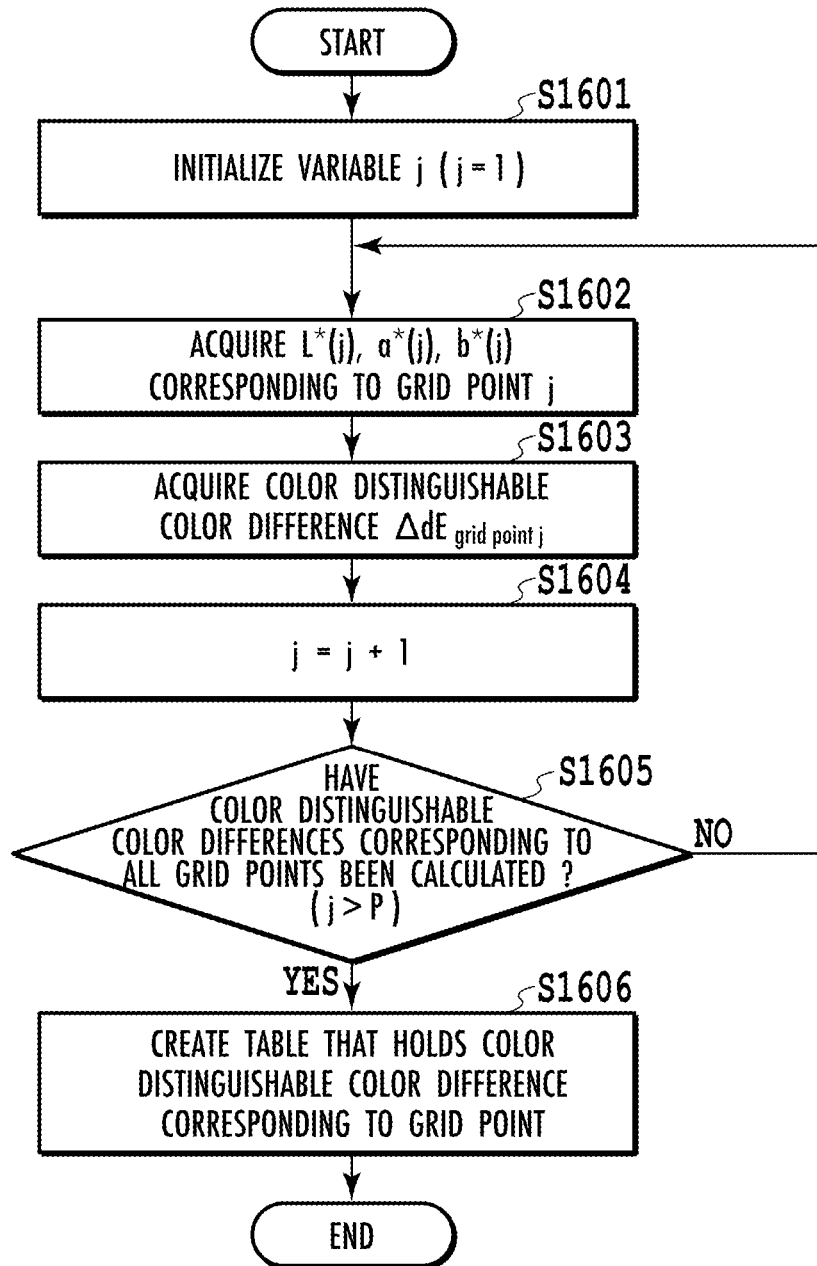 START
S1601
INITIALIZE VARIABLE j ( j = 1 )
S1602
ACQUIRE L*(j), a*(j), b*(j)
CORRESPONDING TO GRID POINT j
S1603
ACQUIRE COLOR DISTINGUISHABLE
COLOR DIFFERENCE ΔdE grid point j
S1604
j = j + 1
S1605
HAVE
COLOR DISTINGUISHABLE
COLOR DIFFERENCES CORRESPONDING TO
ALL GRID POINTS BEEN CALCULATED ?
( j > P )
NO
YES
S1606
CREATE TABLE THAT HOLDS COLOR
DISTINGUISHABLE COLOR DIFFERENCE
CORRESPONDING TO GRID POINT
END